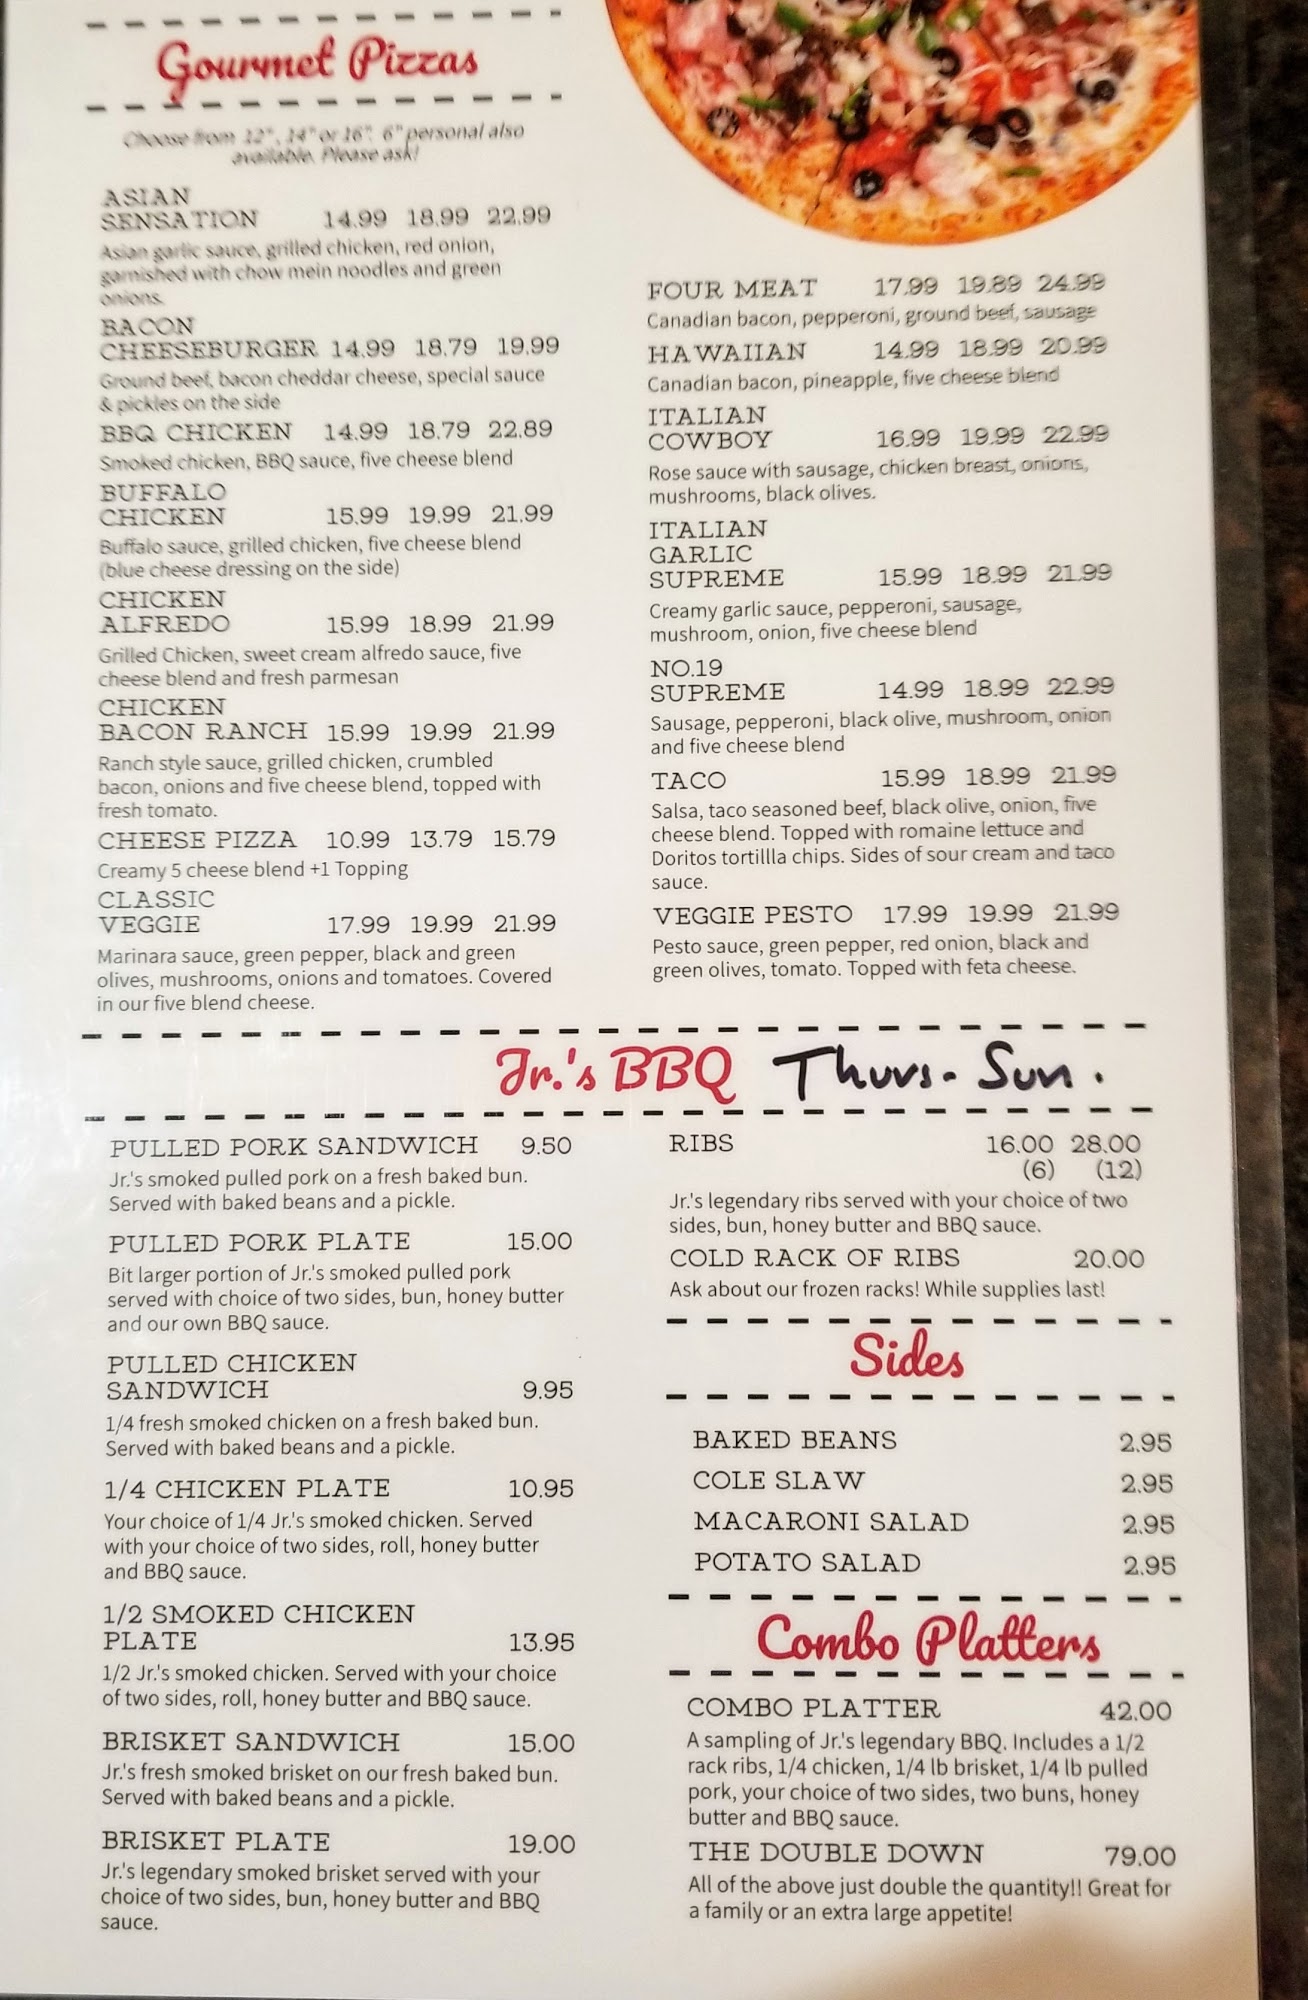 Gourmet Pizzas
Choose from 12", 14" or 16". 6" personal also
available. Please ask!
ASIAN
SENSATION 14.99 18.99 22.99
Asian garlic sauce, grilled chicken, red onion,
garnished with chow mein noodles and green
onions.
BACON
CHEESEBURGER 14.99 18.79 19.99
Ground beef, bacon cheddar cheese, special sauce
& pickles on the side
BBQ CHICKEN 14.99 18.79 22.89
Smoked chicken, BBQ sauce, five cheese blend
BUFFALO
CHICKEN 15.99 19.99 21.99
Buffalo sauce, grilled chicken, five cheese blend
(blue cheese dressing on the side)
CHICKEN
ALFREDO 15.99 18.99 21.99
Grilled Chicken, sweet cream alfredo sauce, five
cheese blend and fresh parmesan
CHICKEN
BACON RANCH 15.99 19.99 21.99
Ranch style sauce, grilled chicken, crumbled
bacon, onions and five cheese blend, topped with
fresh tomato.
CHEESE PIZZA 10.99 13.79 15.79
Creamy 5 cheese blend +1 Topping
CLASSIC
VEGGIE 17.99 19.99 21.99
Marinara sauce, green pepper, black and green
olives, mushrooms, onions and tomatoes. Covered
in our five blend cheese.
FOUR MEAT 17.99 19.89 24.99
Canadian bacon, pepperoni, ground beef, sausage
HAWAIIAN 14.99 18.99 20.99
Canadian bacon, pineapple, five cheese blend
ITALIAN
COWBOY 16.99 19.99 22.99
Rose sauce with sausage, chicken breast, onions,
mushrooms, black olives.
ITALIAN
GARLIC
SUPREME 15.99 18.99 21.99
Creamy garlic sauce, pepperoni, sausage,
mushroom, onion, five cheese blend
NO.19
SUPREME 14.99 18.99 22.99
Sausage, pepperoni, black olive, mushroom, onion
and five cheese blend
TACO 15.99 18.99 21.99
Salsa, taco seasoned beef, black olive, onion, five
cheese blend. Topped with romaine lettuce and
Doritos tortillla chips. Sides of sour cream and taco
sauce.
VEGGIE PESTO 17.99 19.99 21.99
Pesto sauce, green pepper, red onion, black and
green olives, tomato. Topped with feta cheese.
Jr.'s BBQ Thurs - Sun.
PULLED PORK SANDWICH 9.50
Jr.'s smoked pulled pork on a fresh baked bun.
Served with baked beans and a pickle.
PULLED PORK PLATE 15.00
Bit larger portion of Jr.'s smoked pulled pork
served with choice of two sides, bun, honey butter
and our own BBQ sauce.
PULLED CHICKEN
SANDWICH 9.95
1/4 fresh smoked chicken on a fresh baked bun.
Served with baked beans and a pickle.
1/4 CHICKEN PLATE 10.95
Your choice of 1/4 Jr.'s smoked chicken. Served
with your choice of two sides, roll, honey butter
and BBQ sauce.
1/2 SMOKED CHICKEN
PLATE 13.95
1/2 Jr.'s smoked chicken. Served with your choice
of two sides, roll, honey butter and BBQ sauce.
BRISKET SANDWICH 15.00
Jr.'s fresh smoked brisket on our fresh baked bun.
Served with baked beans and a pickle.
BRISKET PLATE 19.00
Jr.'s legendary smoked brisket served with your
choice of two sides, bun, honey butter and BBQ
sauce.
RIBS 16.00 28.00
(6) (12)
Jr.'s legendary ribs served with your choice of two
sides, bun, honey butter and BBQ sauce.
COLD RACK OF RIBS 20.00
Ask about our frozen racks! While supplies last!
Sides
BAKED BEANS 2.95
COLE SLAW 2.95
MACARONI SALAD 2.95
POTATO SALAD 2.95
Combo Platters
COMBO PLATTER 42.00
A sampling of Jr.'s legendary BBQ. Includes a 1/2
rack ribs, 1/4 chicken, 1/4 lb brisket, 1/4 lb pulled
pork, your choice of two sides, two buns, honey
butter and BBQ sauce.
THE DOUBLE DOWN 79.00
All of the above just double the quantity!! Great for
a family or an extra large appetite!